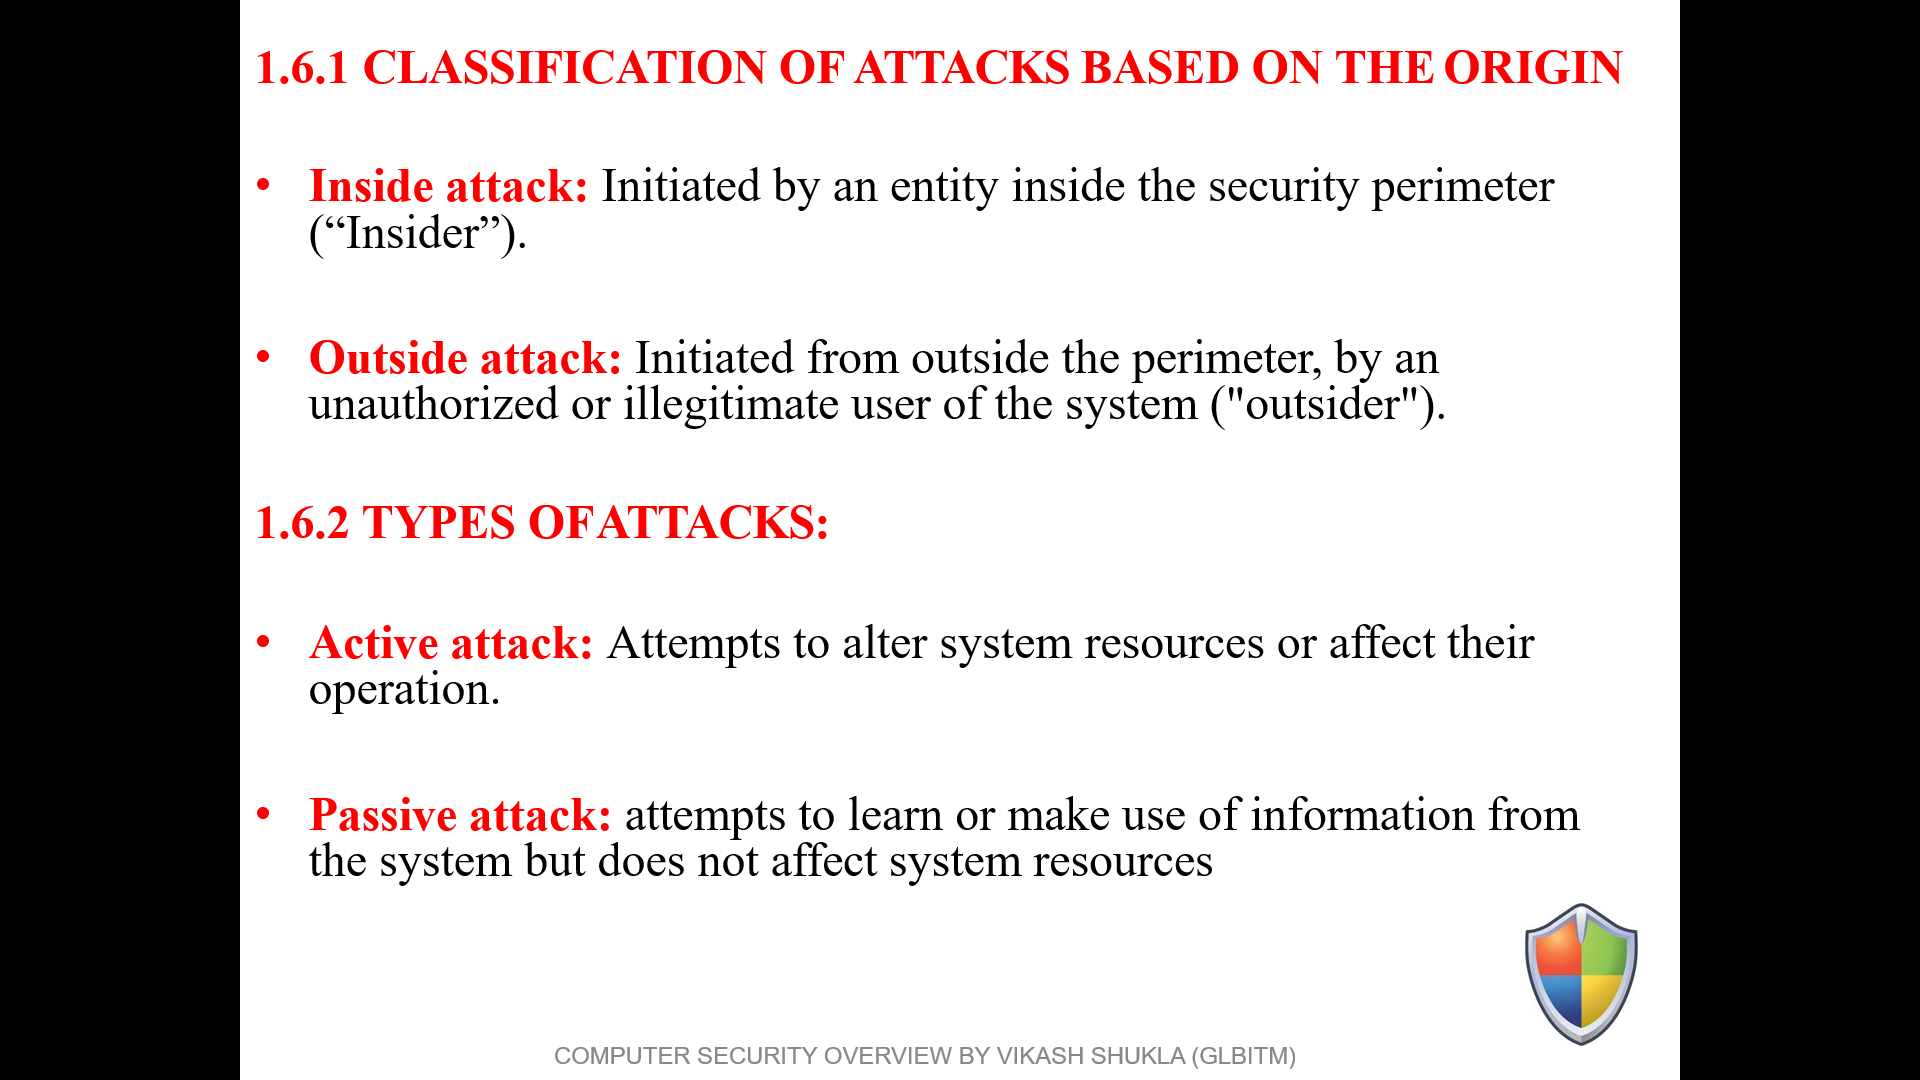 1.6.1 CLASSIFICATION OF ATTACKS BASED ON THE ORIGIN
• Inside attack: Initiated by an entity inside the security perimeter
(“Insider”).
• Outside attack: Initiated from outside the perimeter, by an
unauthorized or illegitimate user of the system ("outsider").
1.6.2 TYPES OF ATTACKS:
• Active attack: Attempts to alter system resources or affect their
operation.
• Passive attack: attempts to learn or make use of information from
the system but does not affect system resources
COMPUTER SECURITY OVERVIEW BY VIKASH SHUKLA (GLBITM)